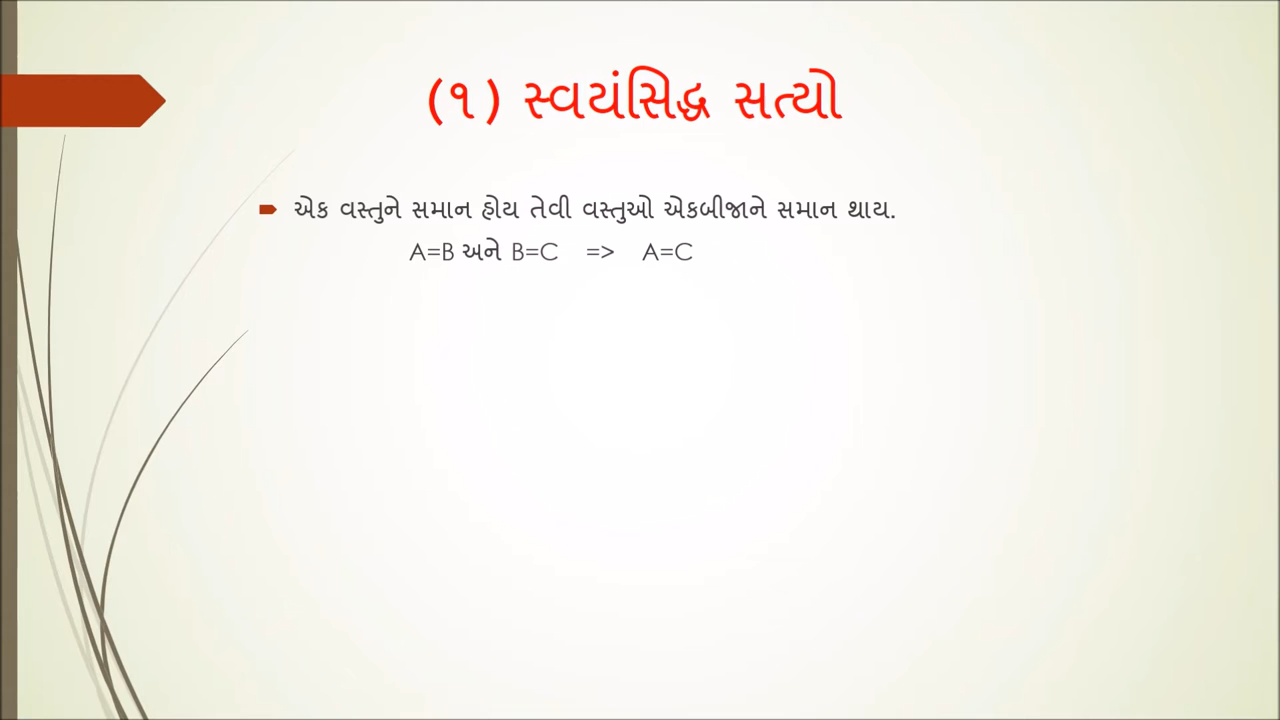 (૧) સ્વયંસિદ્ધ સત્યો
એક વસ્તુને સમાન હોય તેવી વસ્તુઓ એકબીજાને સમાન થાય.
A=B અને B=C => A=C